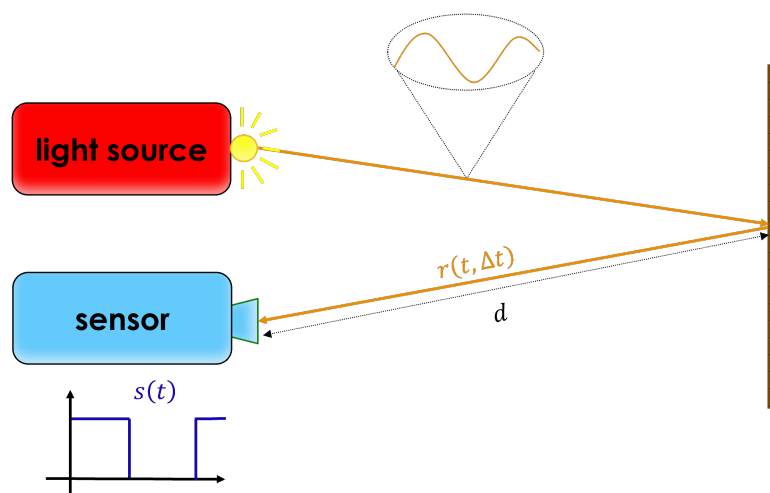 light source
r(t, Δt)
d
sensor
s(t)